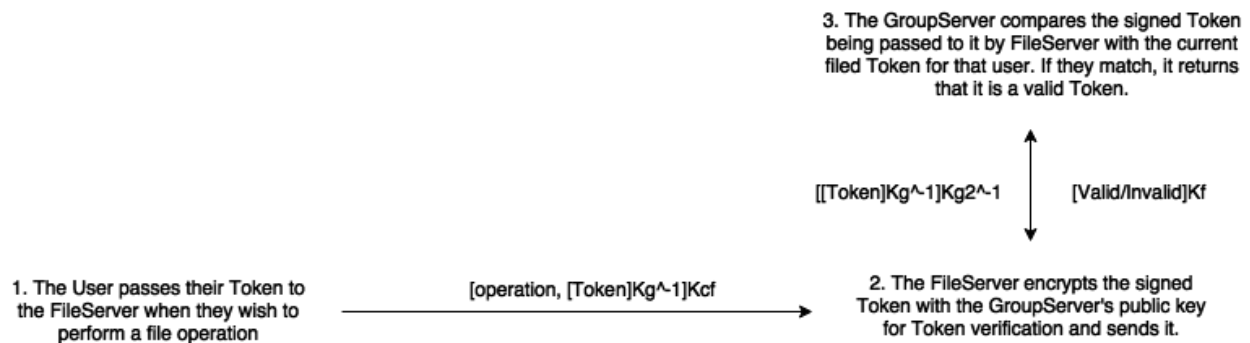 3. The GroupServer compares the signed Token
being passed to it by FileServer with the current
filed Token for that user. If they match, it returns
that it is a valid Token.
[[Token]Kg^-1]Kg2^-1
[Valid/Invalid]Kf
1. The User passes their Token to
the FileServer when they wish to
perform a file operation
[operation, [Token]Kg^-1]Kcf
2. The FileServer encrypts the signed
Token with the GroupServer's public key
for Token verification and sends it.